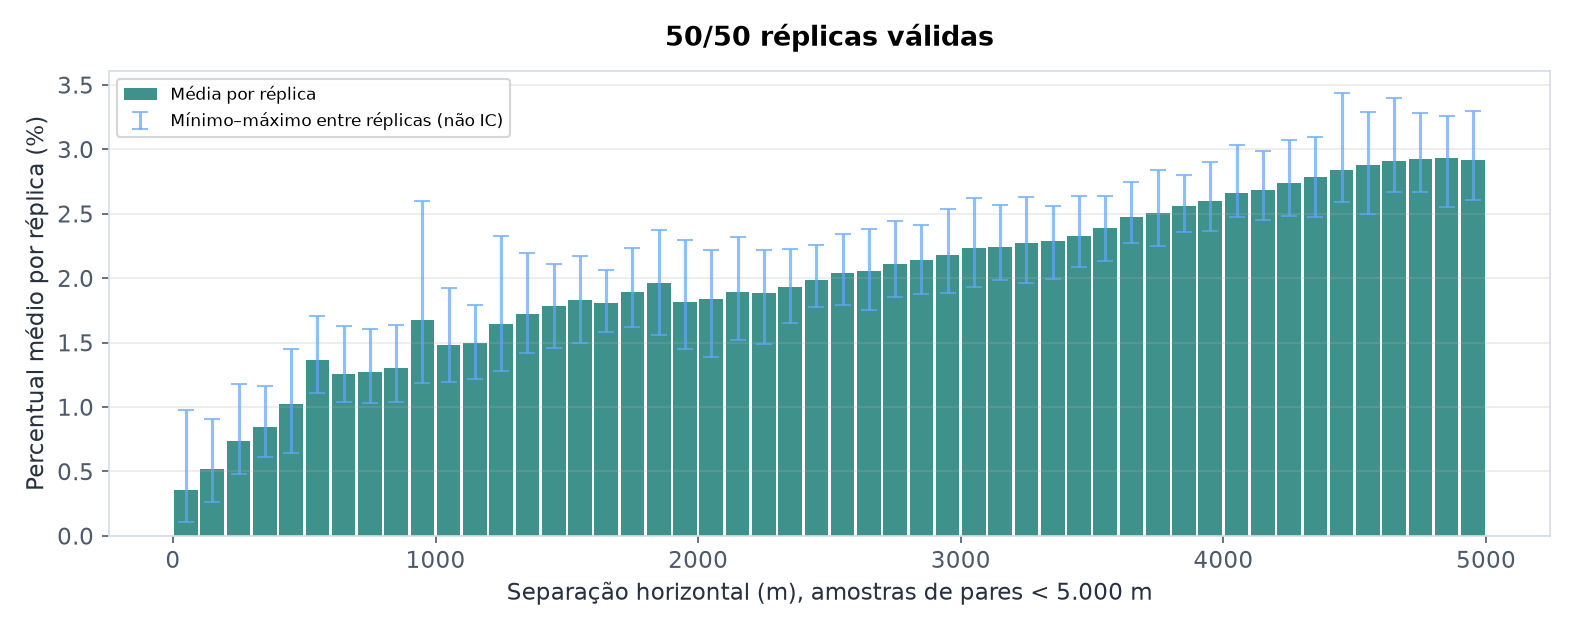 50/50 réplicas válidas
Média por réplica
Mínimo–máximo entre réplicas (não IC)
Percentual médio por réplica (%)
3.5
3.0
2.5
2.0
1.5
1.0
0.5
0.0
0 1000 2000 3000 4000 5000
Separação horizontal (m), amostras de pares < 5.000 m